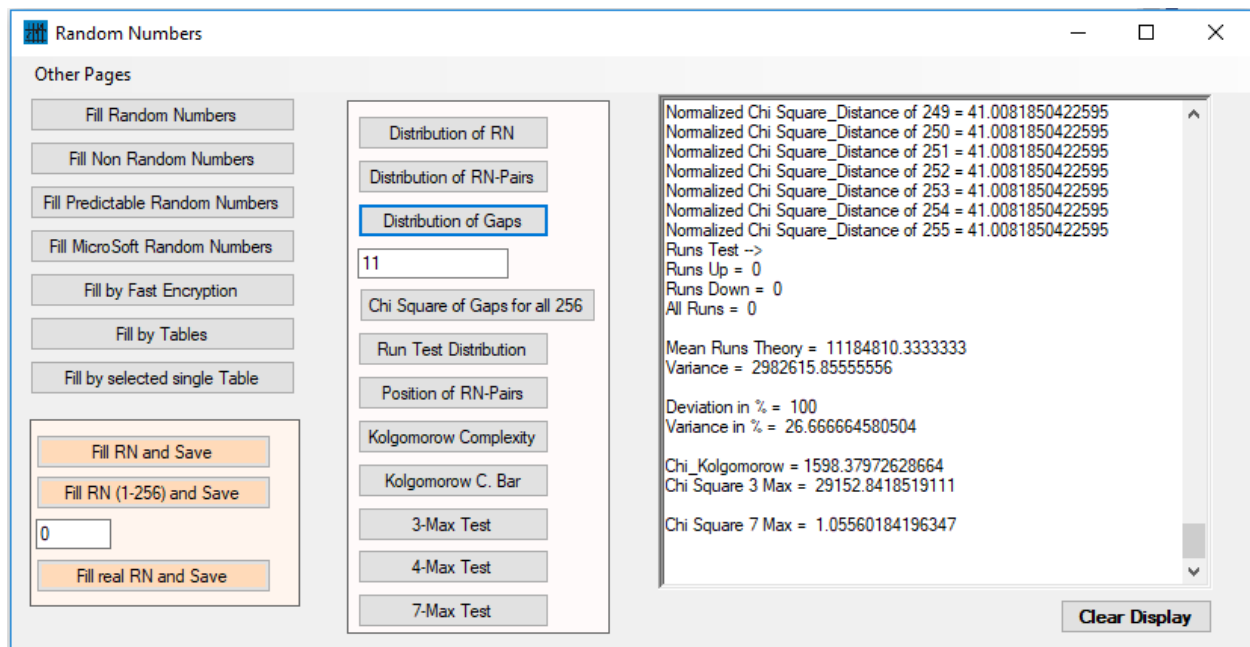 Random Numbers
Other Pages
Fill Random Numbers
Fill Non Random Numbers
Fill Predictable Random Numbers
Fill MicroSoft Random Numbers
Fill by Fast Encryption
Fill by Tables
Fill by selected single Table
Fill RN and Save
Fill RN (1-256) and Save
0
Fill real RN and Save
Distribution of RN
Distribution of RN-Pairs
Distribution of Gaps
11
Chi Square of Gaps for all 256
Run Test Distribution
Position of RN-Pairs
Kolgomorow Complexity
Kolgomorow C. Bar
3-Max Test
4-Max Test
7-Max Test
Normalized Chi Square_Distance of 249 = 41.0081850422595
Normalized Chi Square_Distance of 250 = 41.0081850422595
Normalized Chi Square_Distance of 251 = 41.0081850422595
Normalized Chi Square_Distance of 252 = 41.0081850422595
Normalized Chi Square_Distance of 253 = 41.0081850422595
Normalized Chi Square_Distance of 254 = 41.0081850422595
Normalized Chi Square_Distance of 255 = 41.0081850422595
Runs Test -->
Runs Up = 0
Runs Down = 0
All Runs = 0
Mean Runs Theory = 11184810.3333333
Variance = 2982615.85555556
Deviation in % = 100
Variance in % = 26.666664580504
Chi_Kolgomorow = 1598.37972628664
Chi Square 3 Max = 29152.8418519111
Chi Square 7 Max = 1.05560184196347
Clear Display